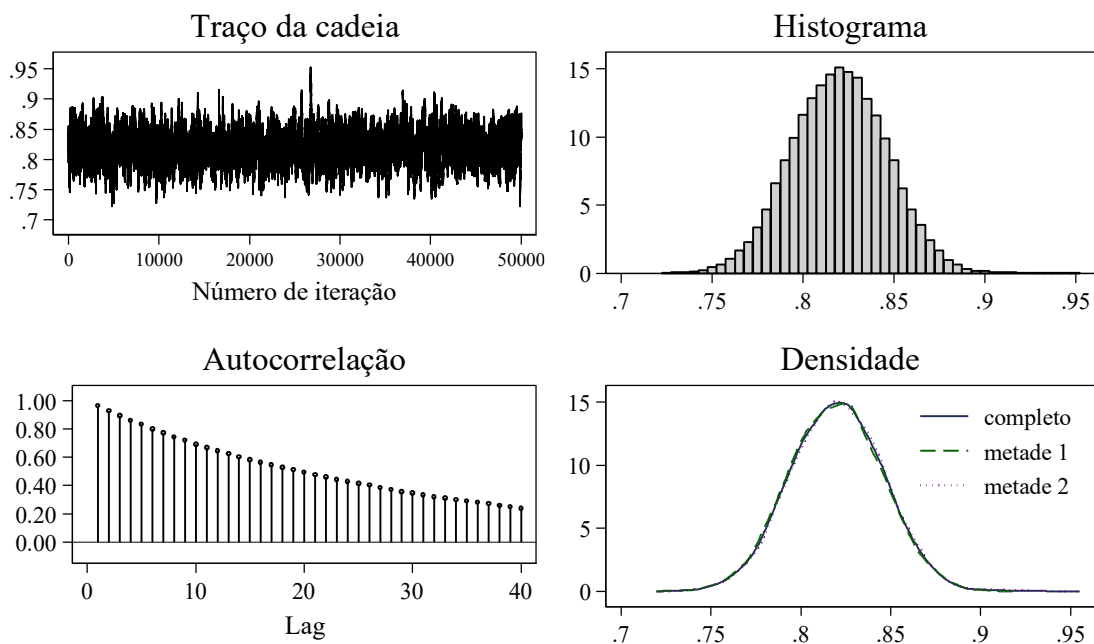 Traço da cadeia
.95
.9
.85
.8
.75
.7
0 10000 20000 30000 40000 50000
Número de iteração
Histograma
15
10
5
0
.7 .75 .8 .85 .9 .95
Autocorrelação
1.00
0.80
0.60
0.40
0.20
0.00
0 10 20 30 40
Lag
Densidade
15
10
5
0
completo
metade 1
metade 2
.7 .75 .8 .85 .9 .95